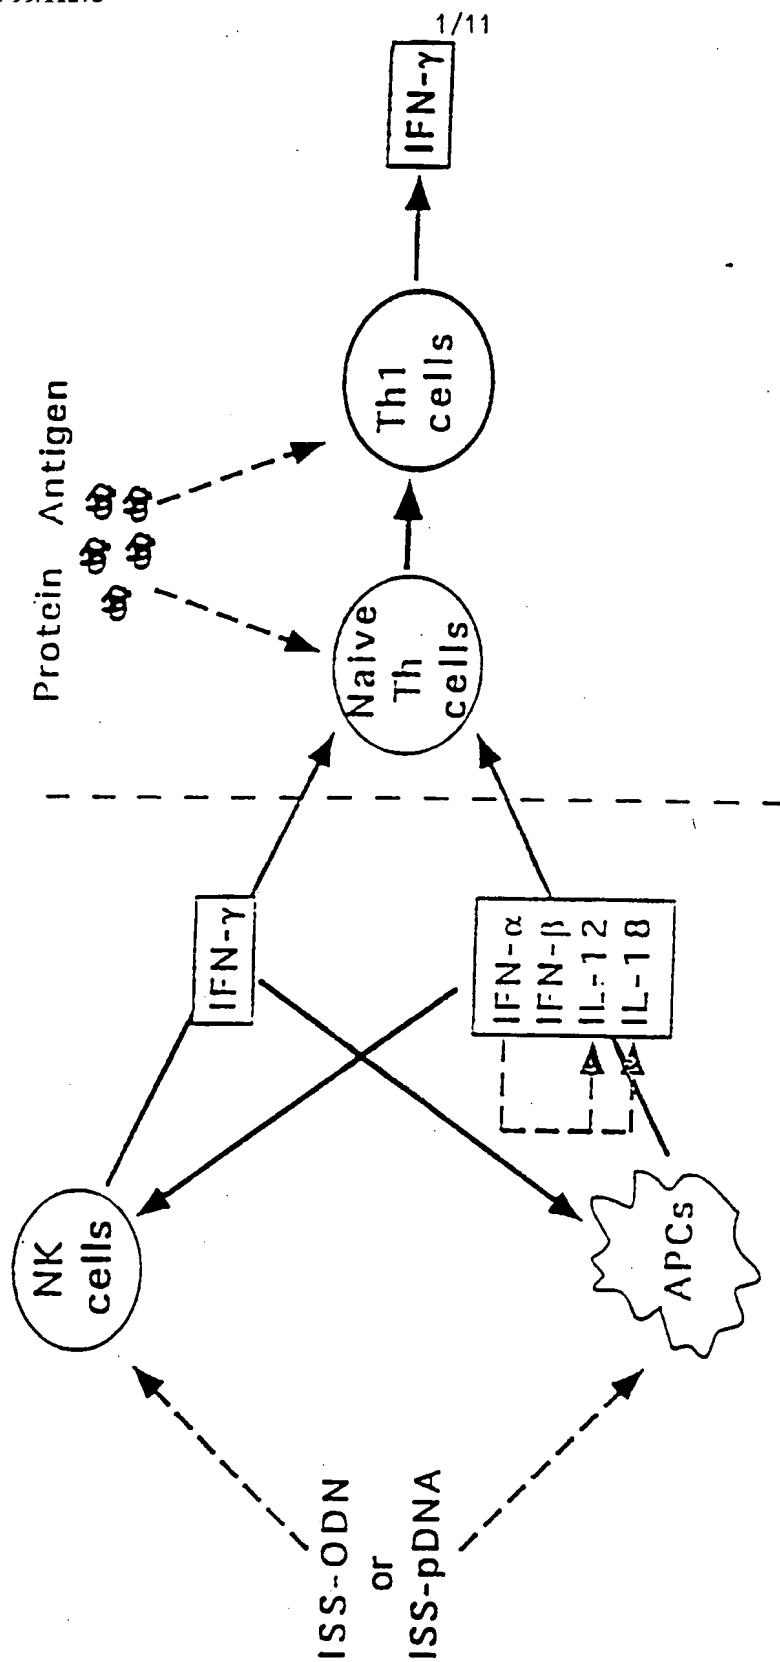 1/11
ISS-ODN
or
ISS-pDNA
NK
cells
APCs
IFN-γ
IFN-α
IFN-β
IL-12
IL-18
Protein Antigen
Naive
Th
cells
Th1
cells
IFN-γ